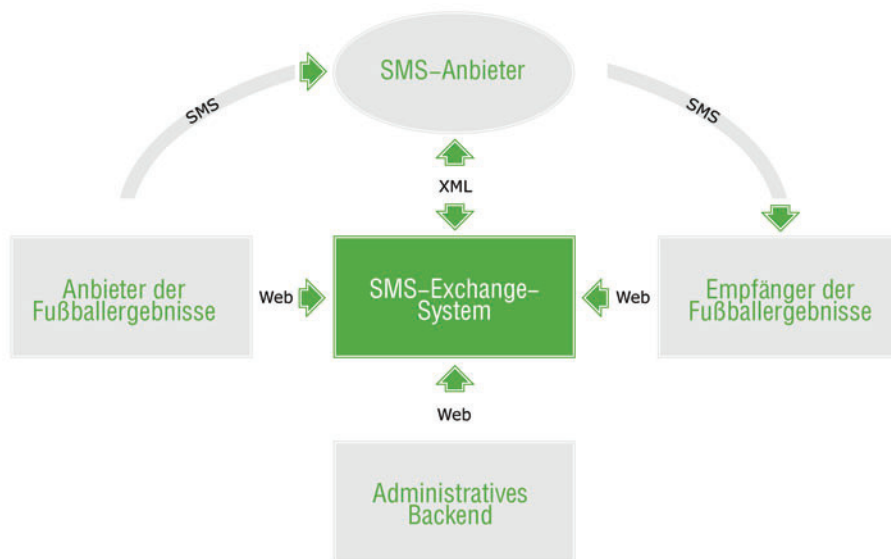 SMS-Anbieter
SMS
SMS
XML
Anbieter der
Fußballergebnisse
Web
SMS-Exchange-
System
Web
Empfänger der
Fußballergebnisse
Web
Administratives
Backend